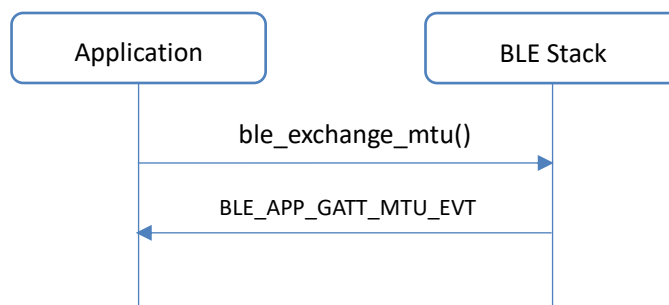 Application
BLE Stack
ble_exchange_mtu()
BLE_APP_GATT_MTU_EVT